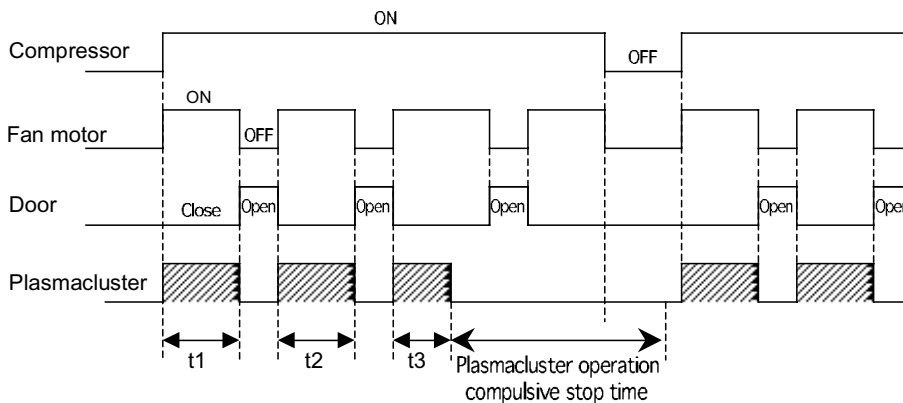 ON
Compressor
OFF
ON
Fan motor
OFF
Door
Close
Open
Open
Open
Open
Open
Plasmacluster
t1
t2
t3
Plasmacluster operation
compulsive stop time